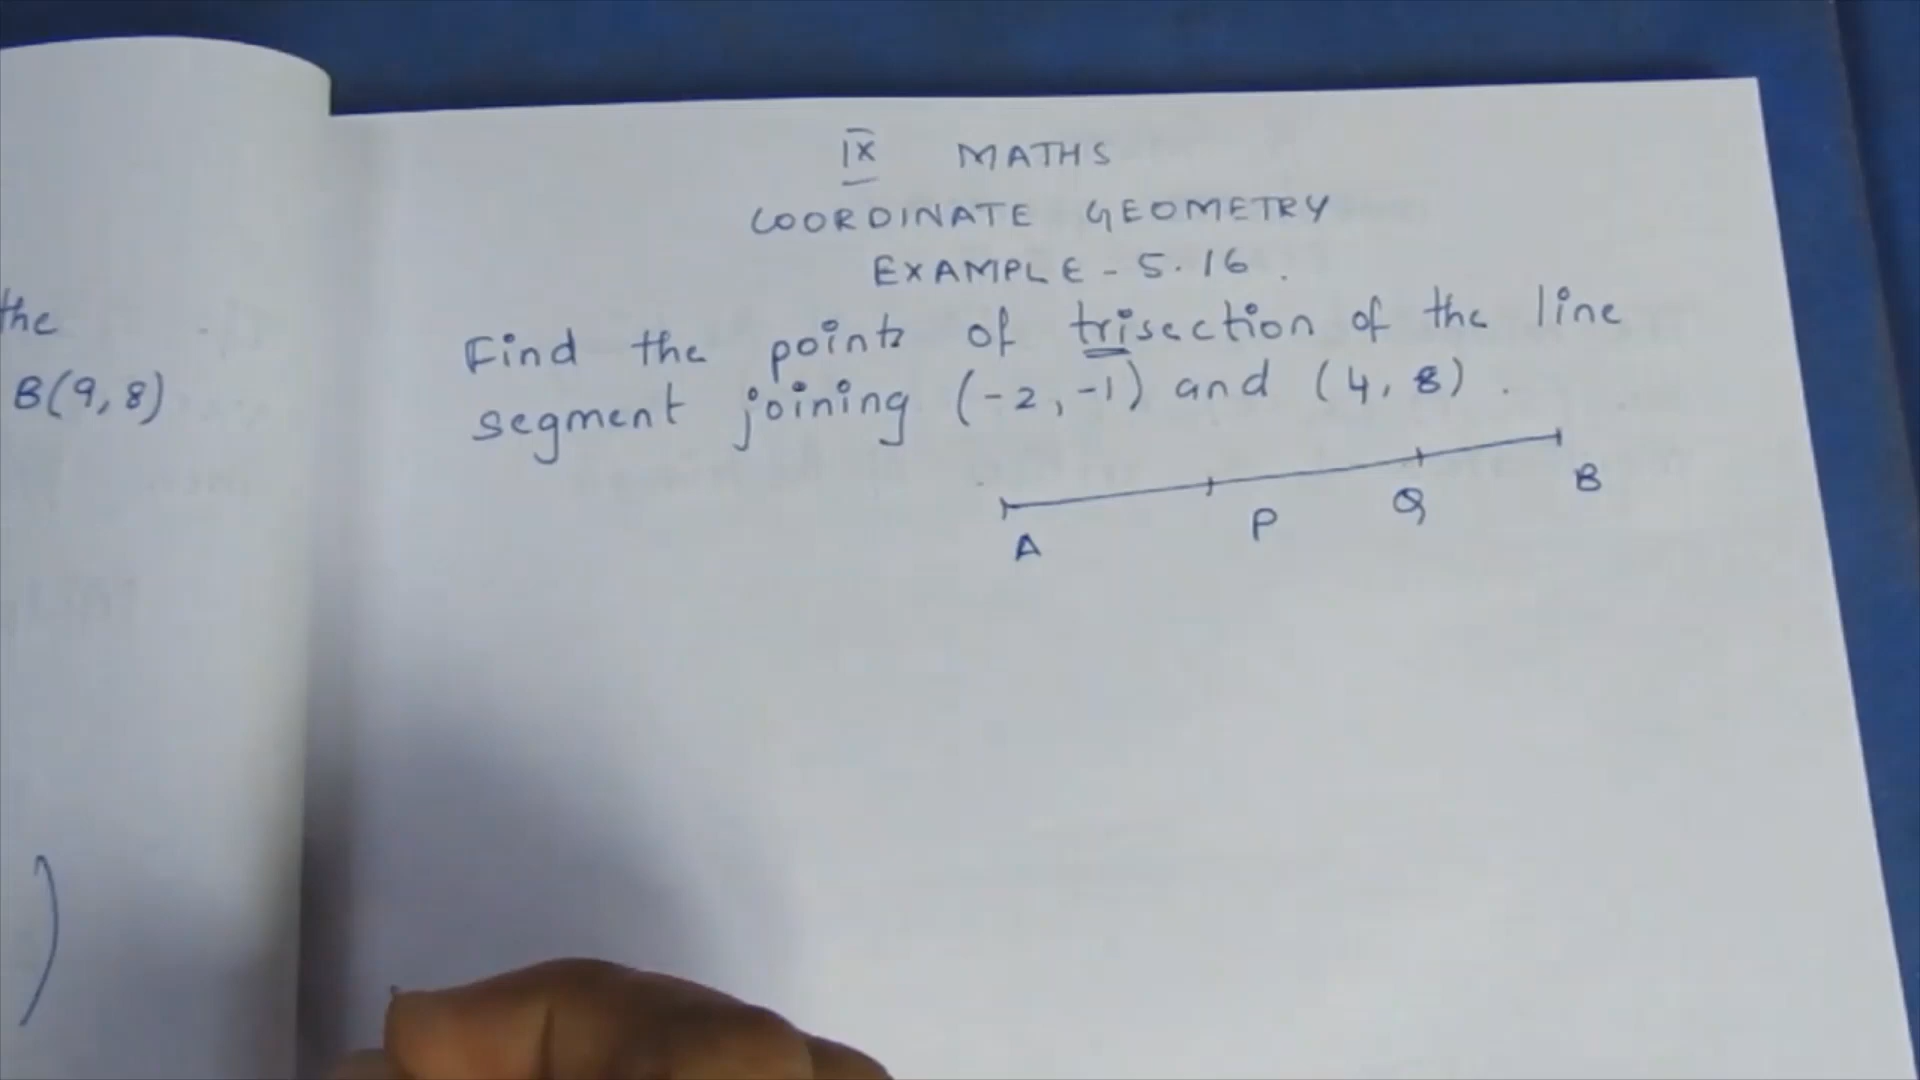 the
B(9,8)
IX MATHS
COORDINATE GEOMETRY
EXAMPLE - 5.16.
Find the points of trisection of the line
segment joining (-2,-1) and (4,8).
A P Q B
)